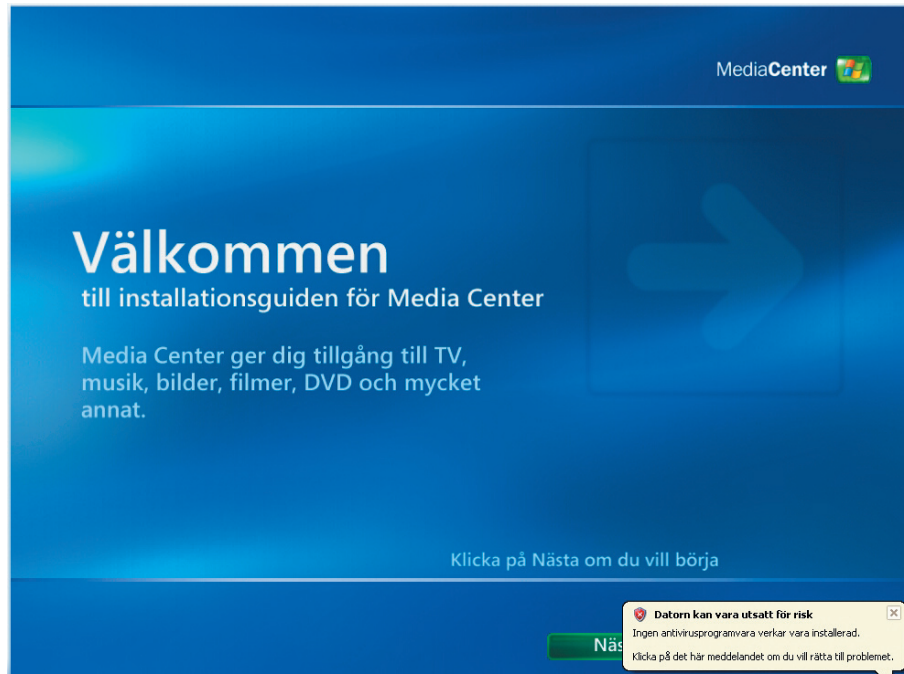 MediaCenter
Välkommen
till installationsguiden för Media Center
Media Center ger dig tillgång till TV,
musik, bilder, filmer, DVD och mycket
annat.
Klicka på Nästa om du vill börja
Datorn kan vara utsatt för risk
Ingen antivirusprogramvara verkar vara installerad.
Klicka på det här meddelandet om du vill rätta till problemet.